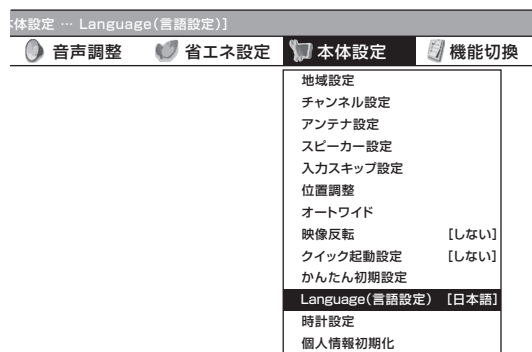 体設定 … Language(言語設定)]
音声調整 省エネ設定 本体設定 機能切換
地域設定
チャンネル設定
アンテナ設定
スピーカー設定
入力スキップ設定
位置調整
オートワイド
映像反転 [しない]
クイック起動設定 [しない]
かんたん初期設定
Language(言語設定) [日本語]
時計設定
個人情報初期化